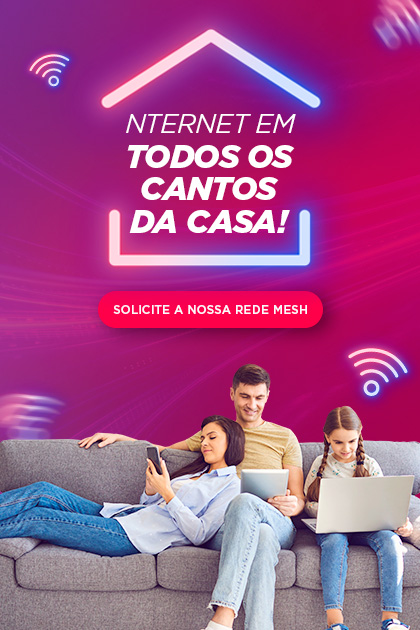 NTERNET EM
TODOS OS
CANTOS
DA CASA!
SOLICITE A NOSSA REDE MESH